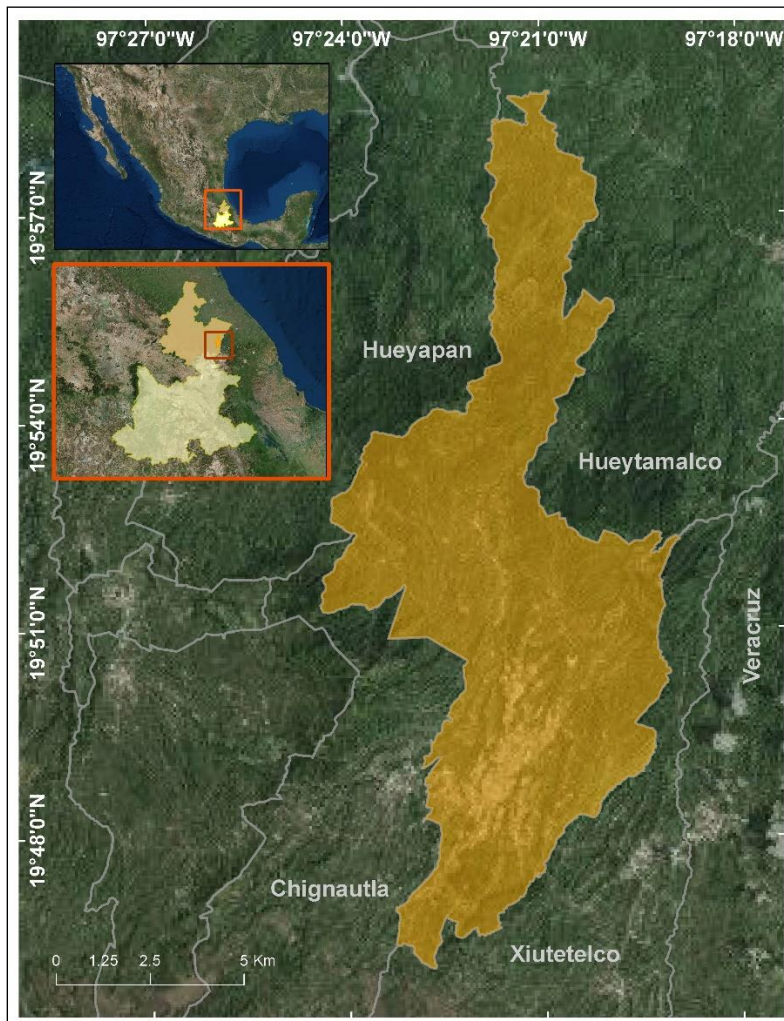 97°27'0"W 97°24'0"W 97°21'0"W 97°18'0"W
19°57'0"N
Hueyapan
19°54'0"N
Hueytamalco
19°51'0"N
Veracruz
19°48'0"N
Chignautla
Xiutetelco
0 1.25 2.5 5 Km